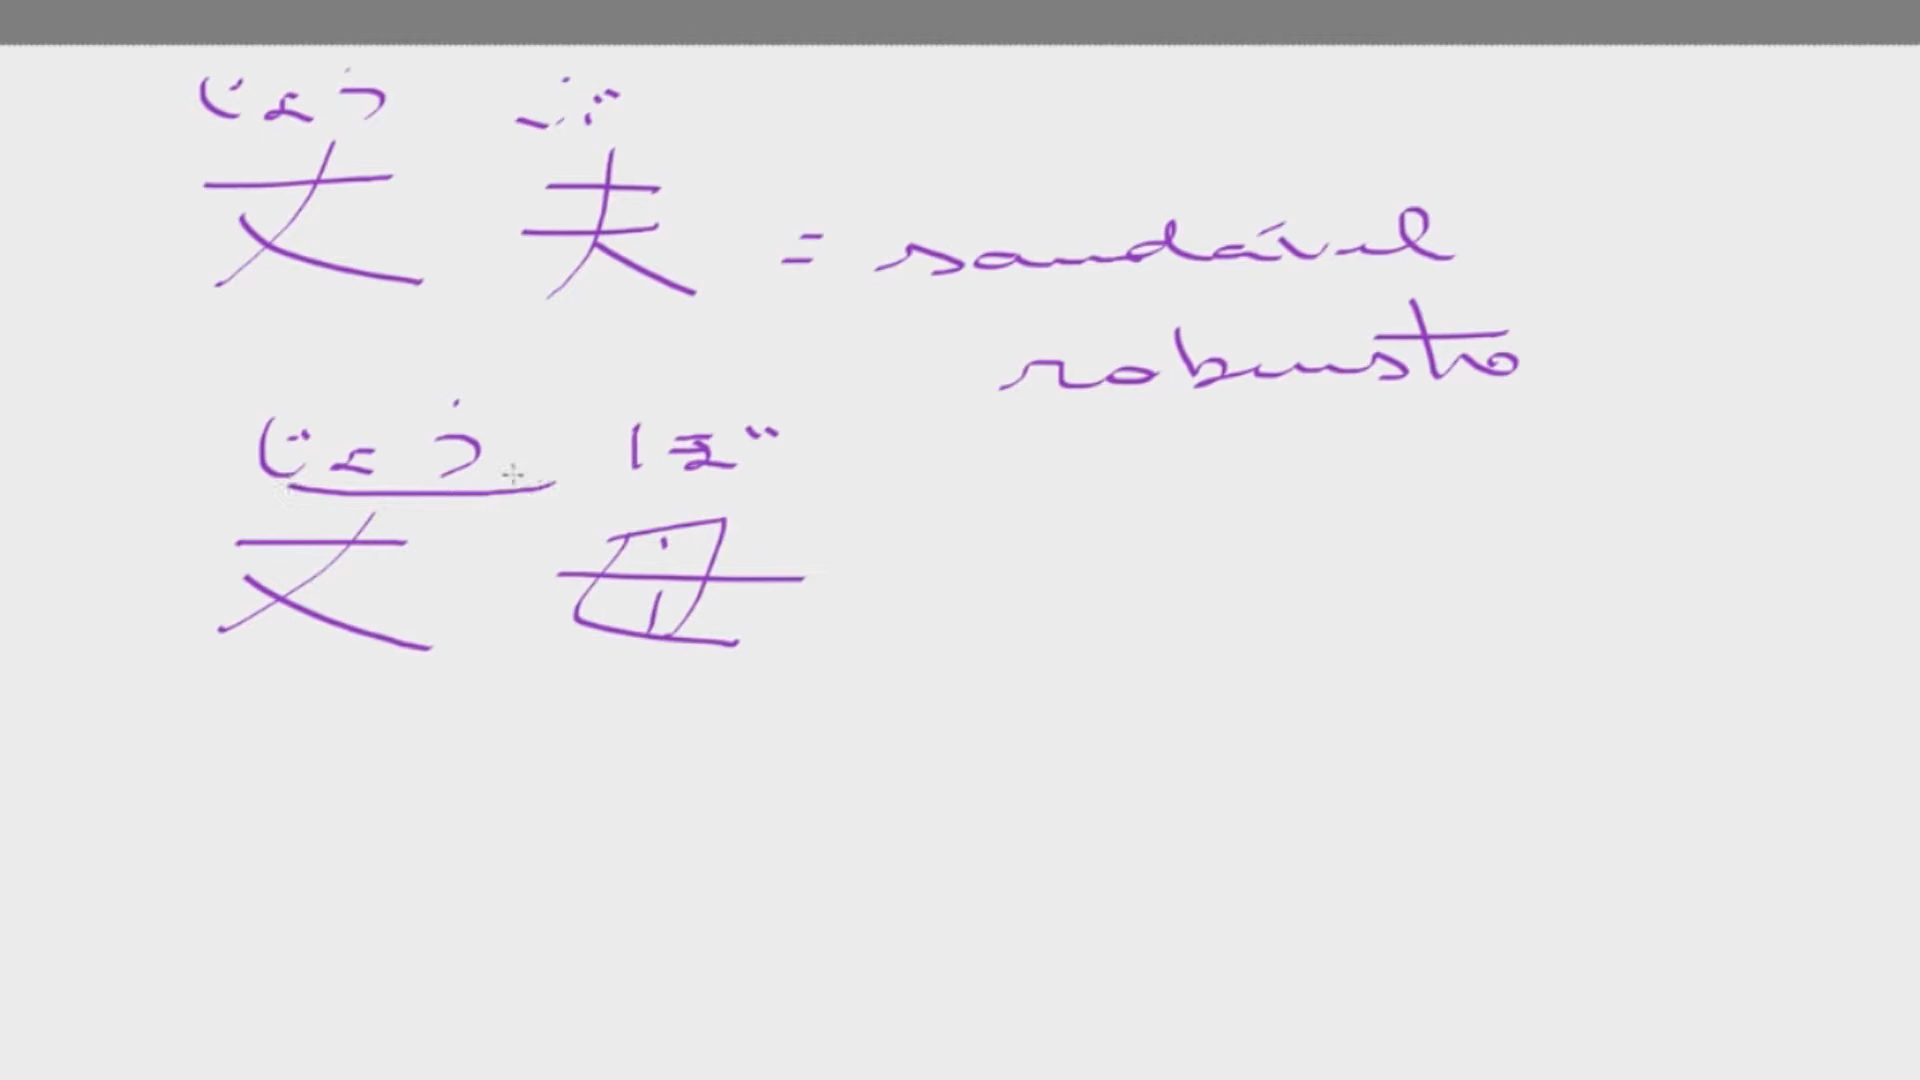 じょう ぶ
丈夫 = saudável
robusto
じょう ぼ
丈母